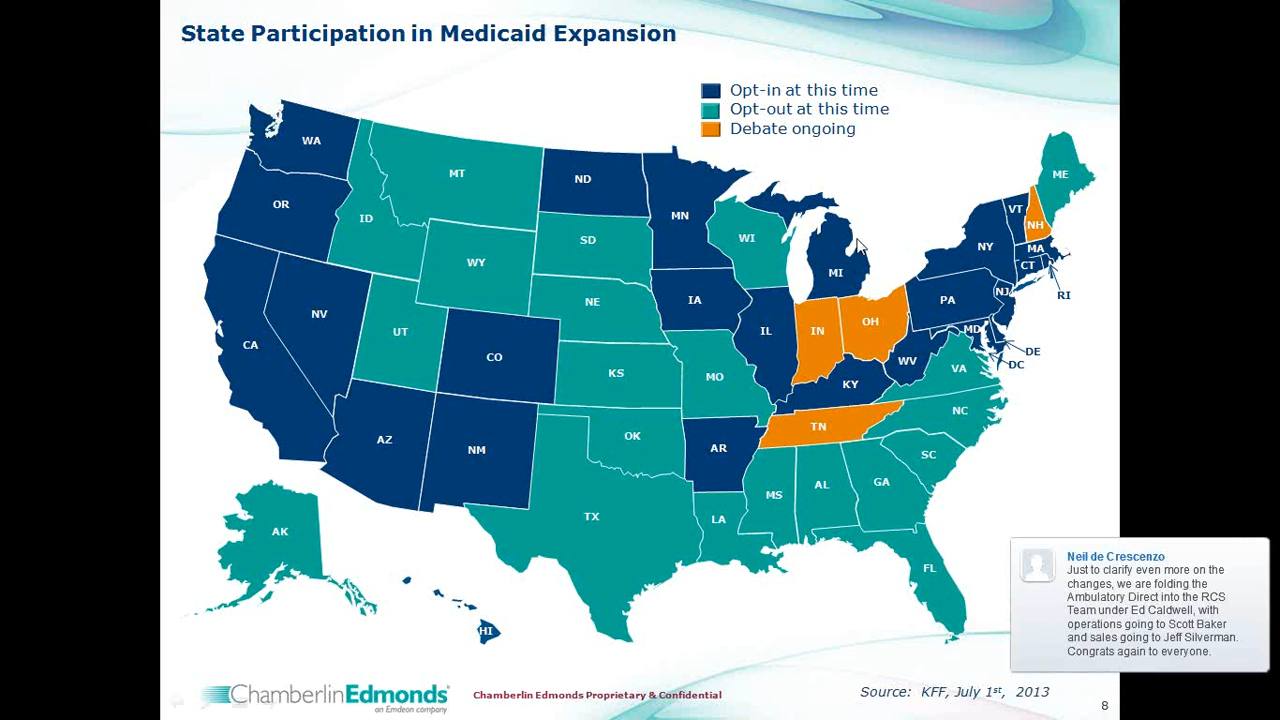 State Participation in Medicaid Expansion
Opt-in at this time
Opt-out at this time
Debate ongoing
WA
OR
CA
NV
ID
MT
WY
UT
CO
AZ
NM
ND
SD
NE
KS
OK
TX
MN
IA
MO
AR
LA
WI
IL
MI
IN
OH
KY
TN
MS
AL
GA
FL
SC
NC
VA
WV
MD
DE
DC
PA
NJ
NY
CT
RI
MA
VT
NH
ME
AK
HI
Neil de Crescenzo
Just to clarify even more on the
changes, we are folding the
Ambulatory Direct into the RCS
Team under Ed Caldwell, with
operations going to Scott Baker
and sales going to Jeff Silverman.
Congrats again to everyone.
ChamberlinEdmonds
an Emdeon company
Chamberlin Edmonds Proprietary & Confidential
Source: KFF, July 1st, 2013
8